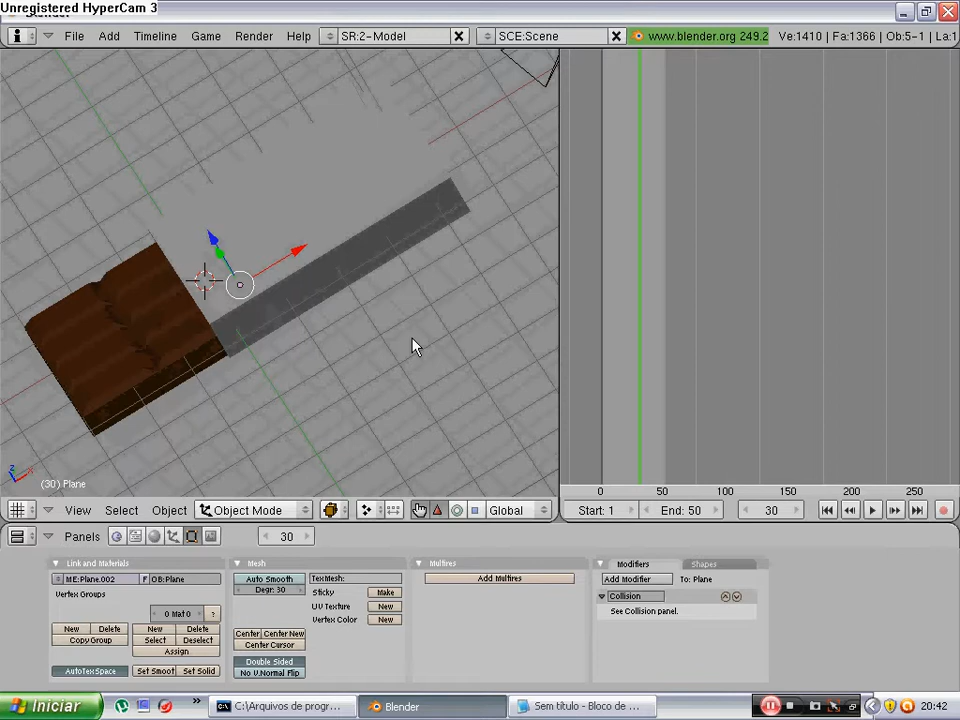 Unregistered HyperCam 3
File Add Timeline Game Render Help SR:2-Model SCE:Scene www.blender.org 249.2 Ve:1410 | Fa:1366 | Ob:5-1 | La:1
(30) Plane
0 50 100 150 200 250
View Select Object Object Mode Global Start: 1 End: 50 30
Panels 30
Link and Materials Mesh Multires Modifiers Shapes
ME:Plane.002 F OB:Plane Auto Smooth TexMesh: Add Multires Add Modifier To: Plane
Vertex Groups Degr: 30 Sticky Make Collision
UV Texture New See Collision panel.
0 Mat 0 ? Vertex Color New
New Delete New Delete Center Center New
Copy Group Select Deselect Center Cursor
Assign Double Sided
AutoTexSpace Set Smoot Set Solid No V.Normal Flip
Iniciar C:\Arquivos de progr... Blender Sem título - Bloco de ... 20:42